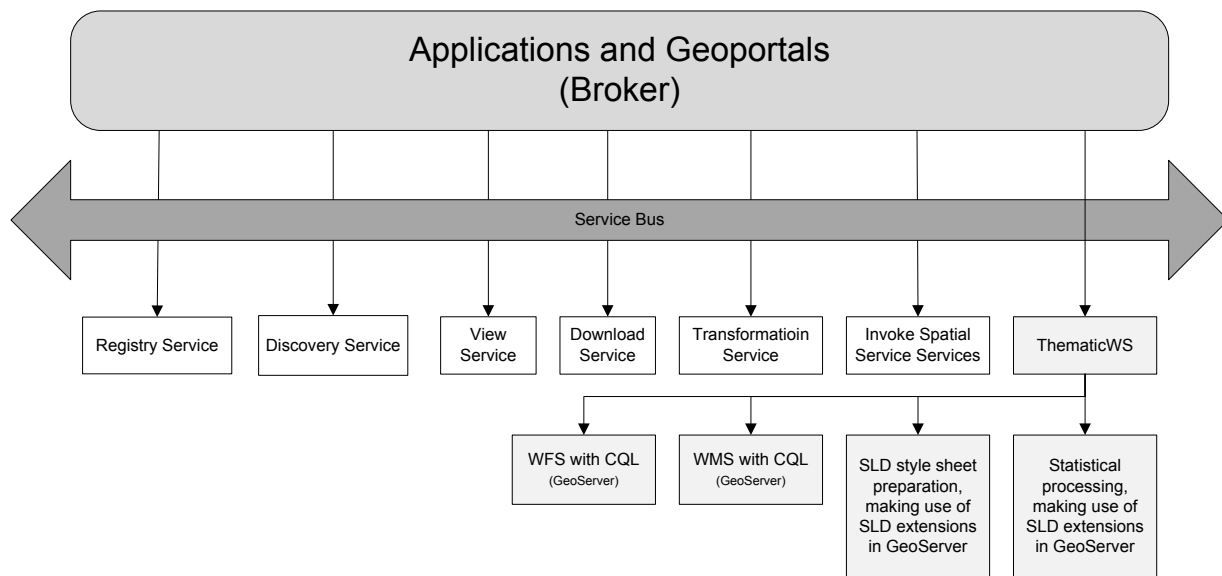 Applications and Geoportals
(Broker)
Service Bus
Registry Service
Discovery Service
View
Service
Download
Service
Transformatioin
Service
Invoke Spatial
Service Services
ThematicWS
WFS with CQL
(GeoServer)
WMS with CQL
(GeoServer)
SLD style sheet
preparation,
making use of
SLD extensions
in GeoServer
Statistical
processing,
making use of
SLD extensions
in GeoServer